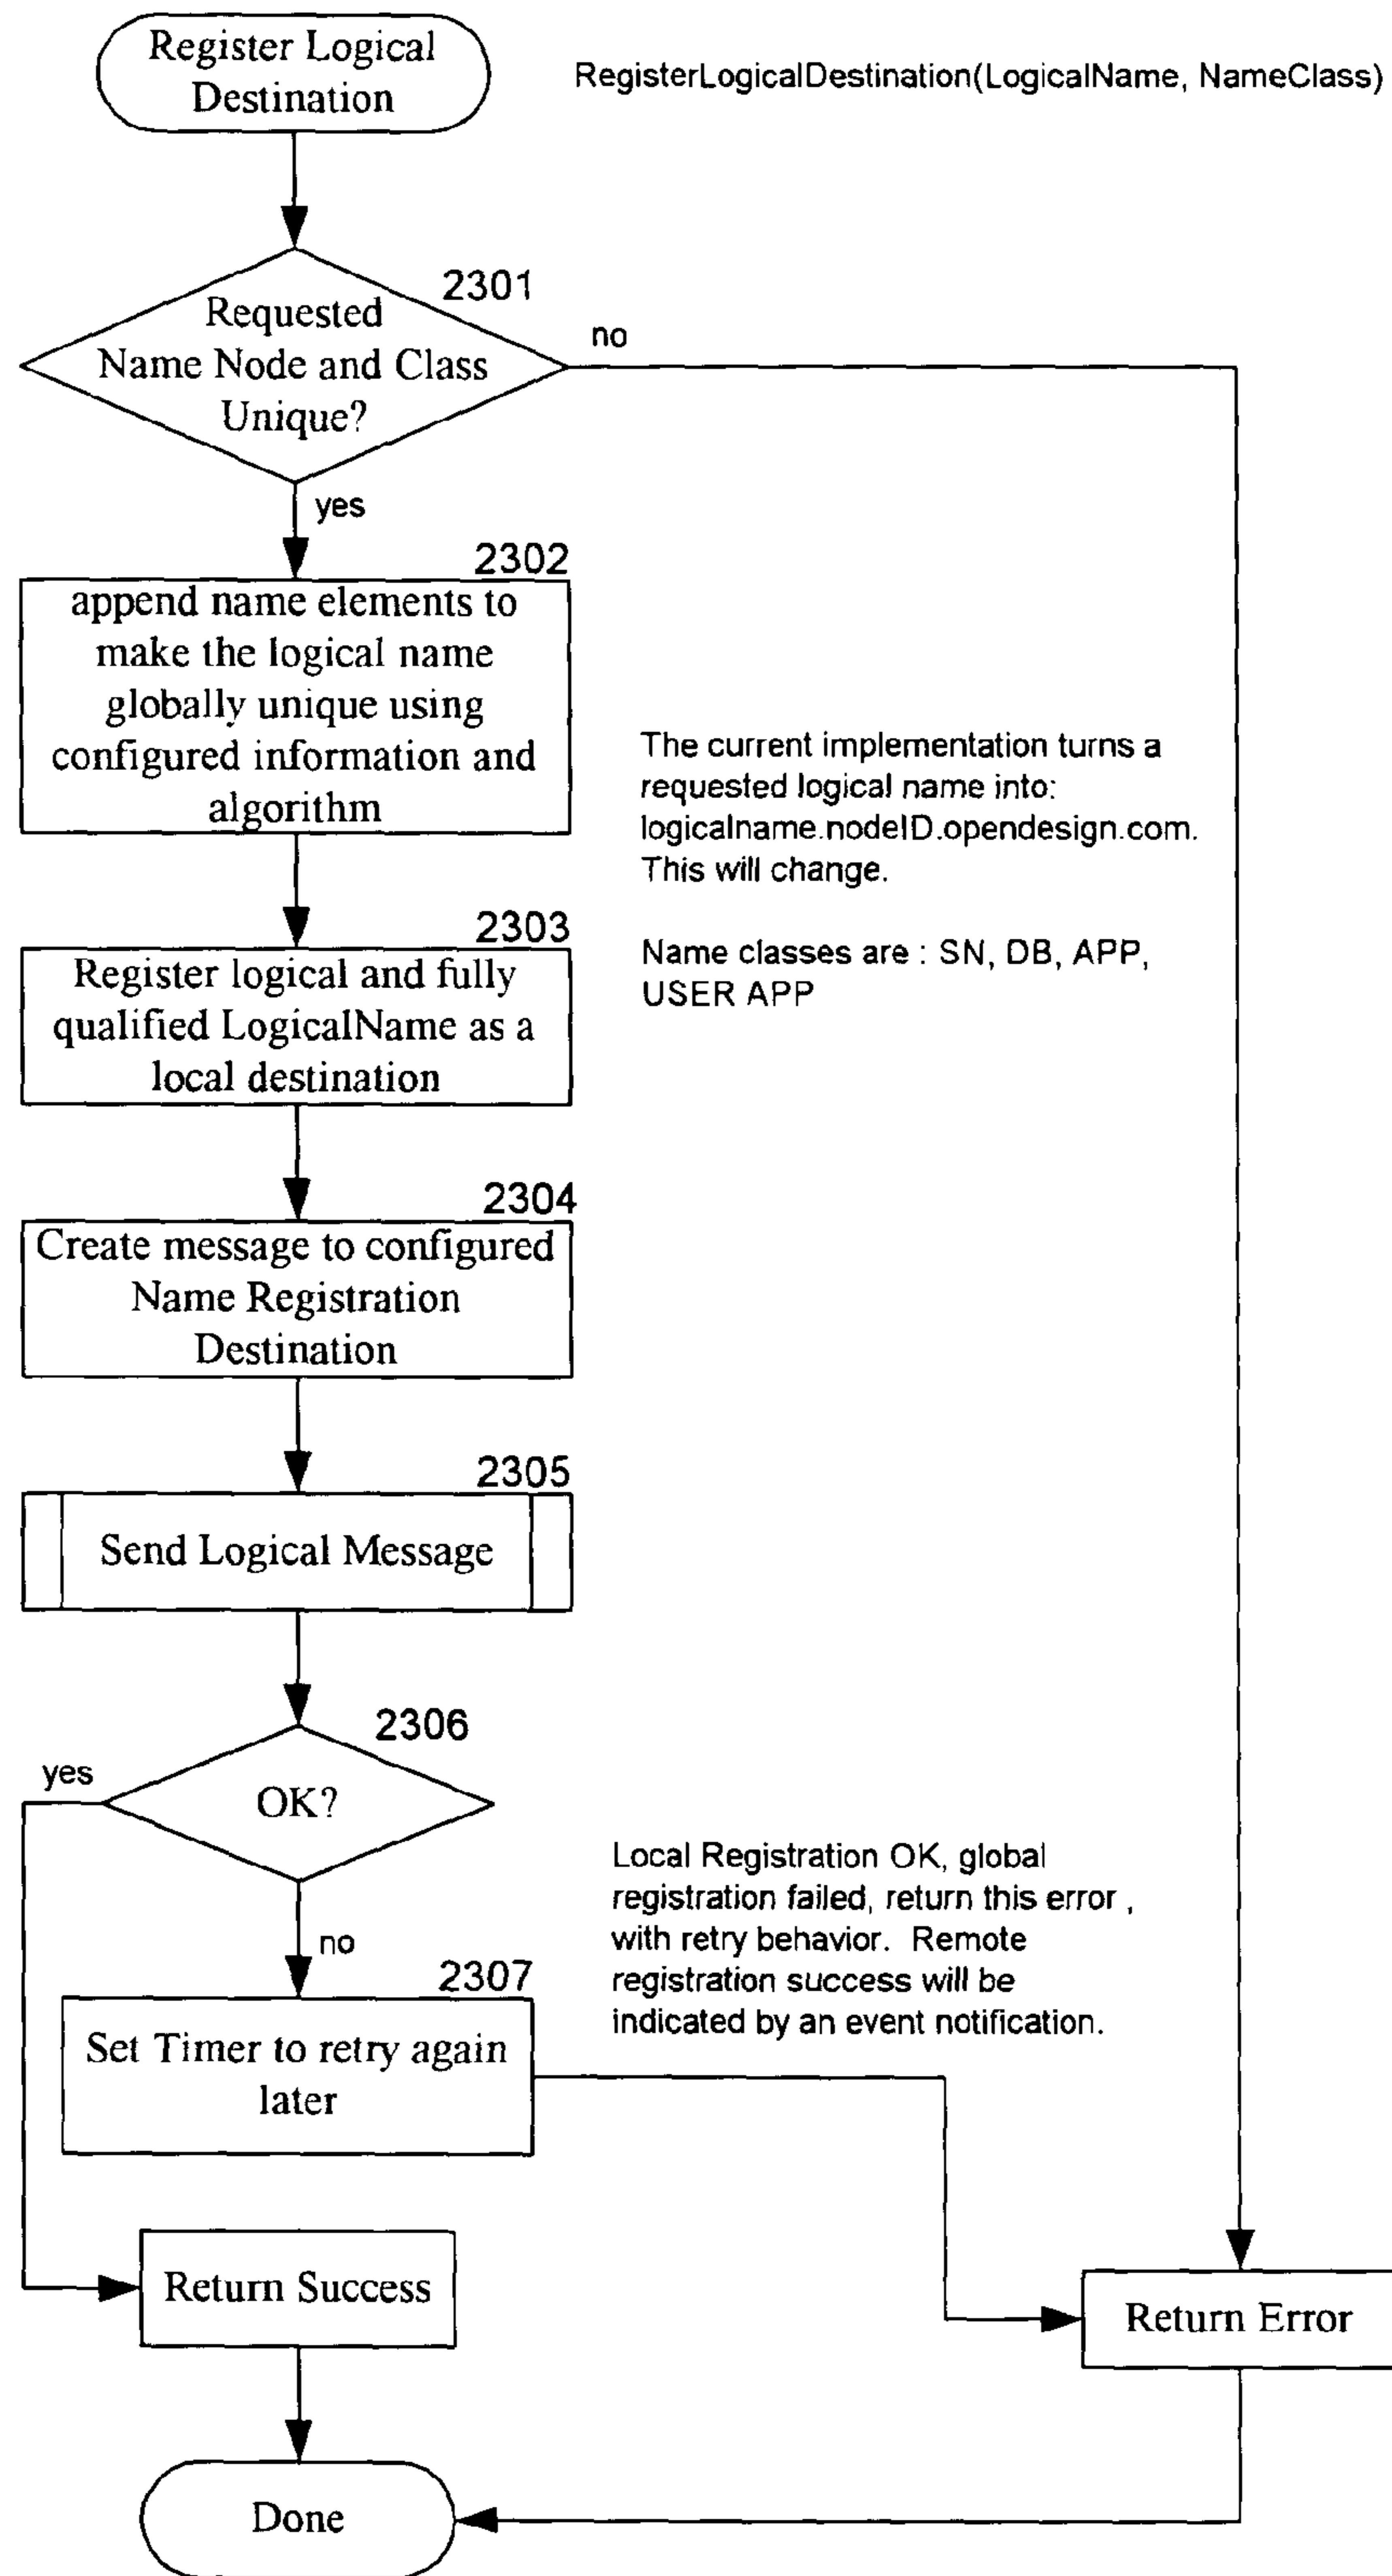 Register Logical
Destination
RegisterLogicalDestination(LogicalName, NameClass)
2301
Requested
Name Node and Class
Unique?
no
yes
2302
append name elements to
make the logical name
globally unique using
configured information and
algorithm
The current implementation turns a
requested logical name into:
logicalname.nodeID.opendesign.com.
This will change.
Name classes are : SN, DB, APP,
USER APP
2303
Register logical and fully
qualified LogicalName as a
local destination
2304
Create message to configured
Name Registration
Destination
2305
Send Logical Message
2306
yes
OK?
no
Local Registration OK, global
registration failed, return this error ,
with retry behavior. Remote
registration success will be
indicated by an event notification.
2307
Set Timer to retry again
later
Return Success
Return Error
Done